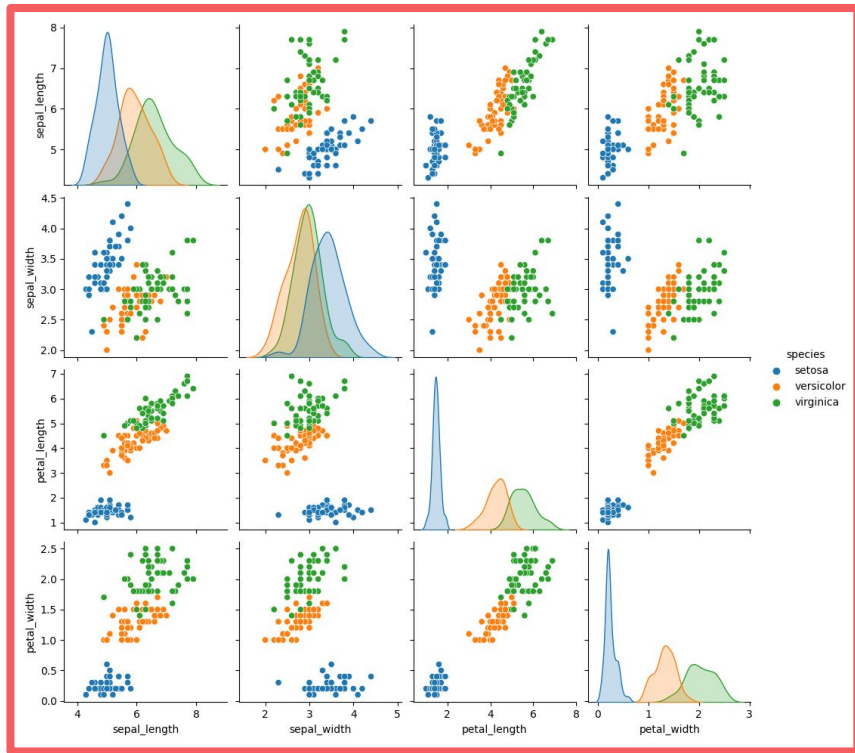 8
7
6
5
sepal_length
4.5
4.0
3.5
3.0
2.5
2.0
sepal_width
species
setosa
versicolor
virginica
7
6
5
4
3
2
1
petal_length
2.5
2.0
1.5
1.0
0.5
0.0
petal_width
4 6 8
2 3 4 5
2 4 6 8
0 1 2 3
sepal_length sepal_width petal_length petal_width